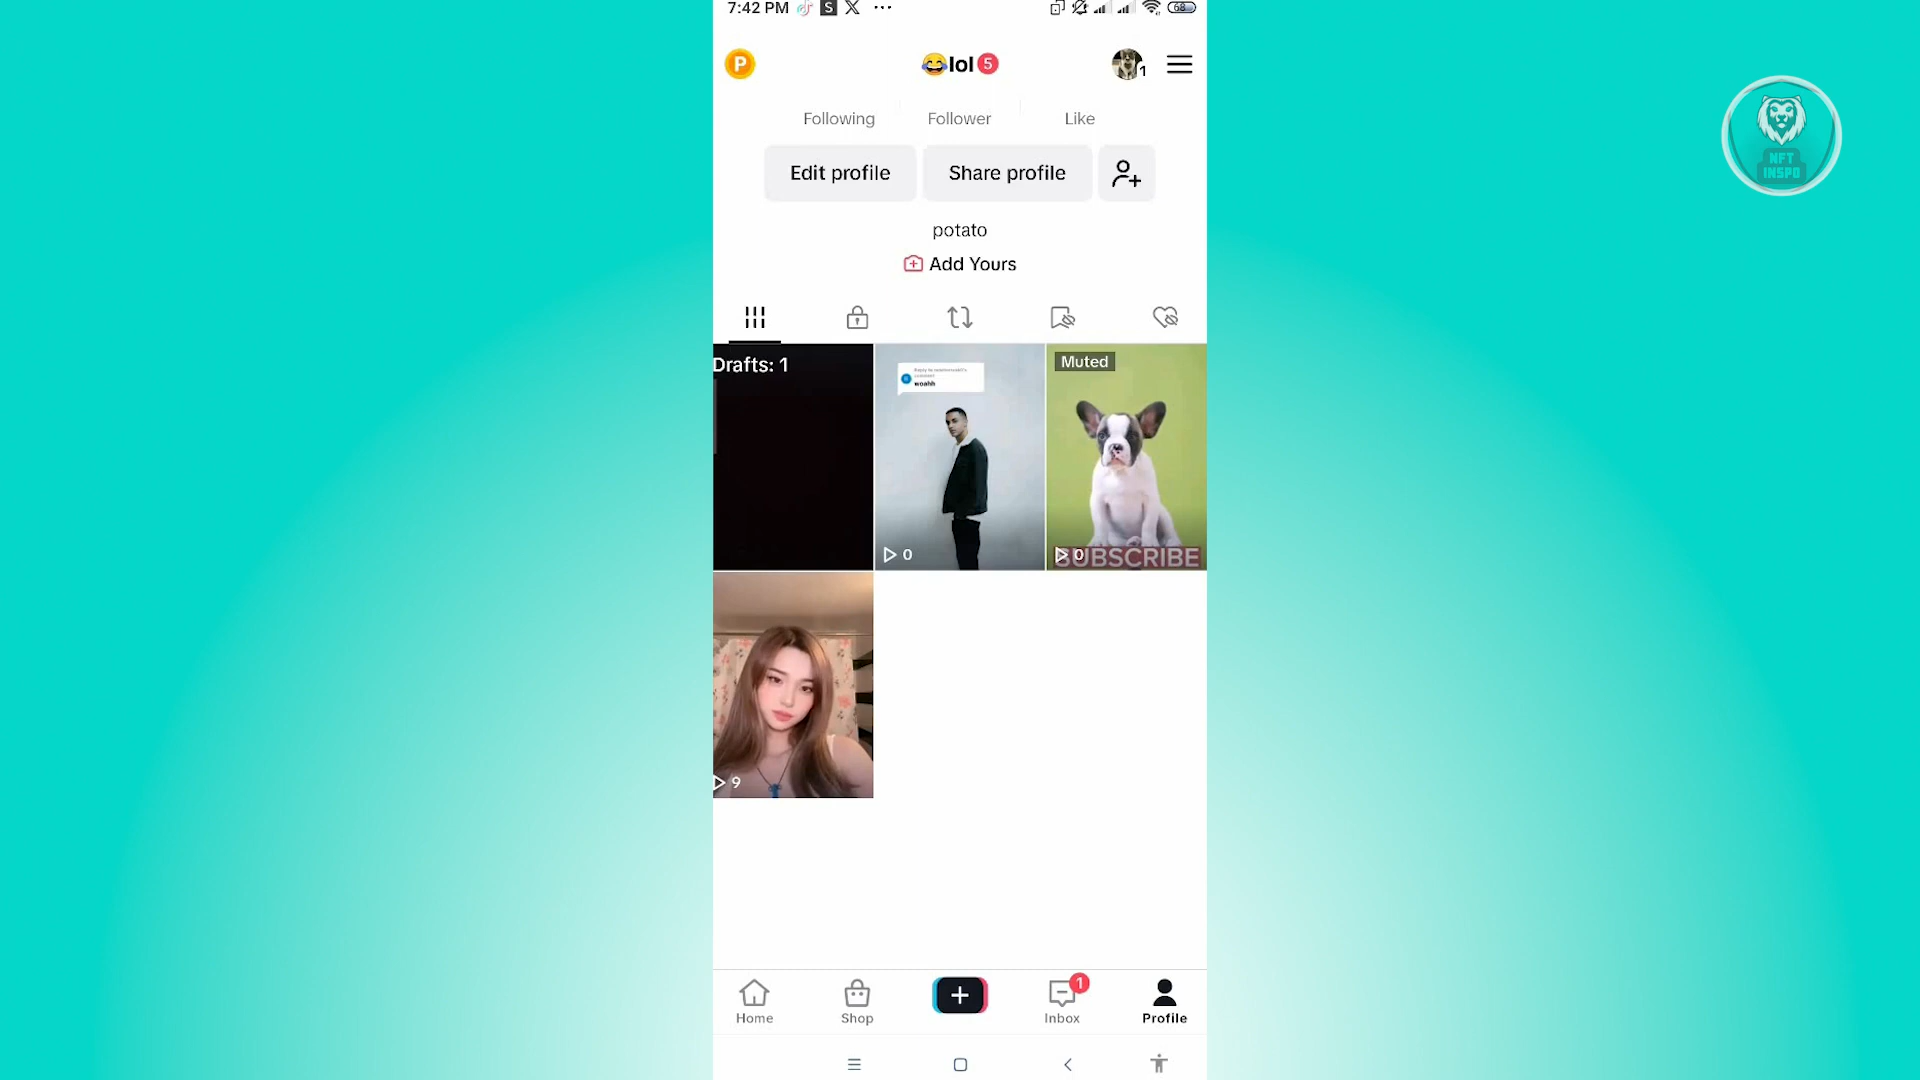 7:42 PM S X ... 68
P 😂lol 5 1
Following Follower Like
Edit profile Share profile
potato
Add Yours
Drafts: 1
woahh
0
Muted
0
SUBSCRIBE
9
Home Shop + Inbox 1 Profile
NFT
INSPO